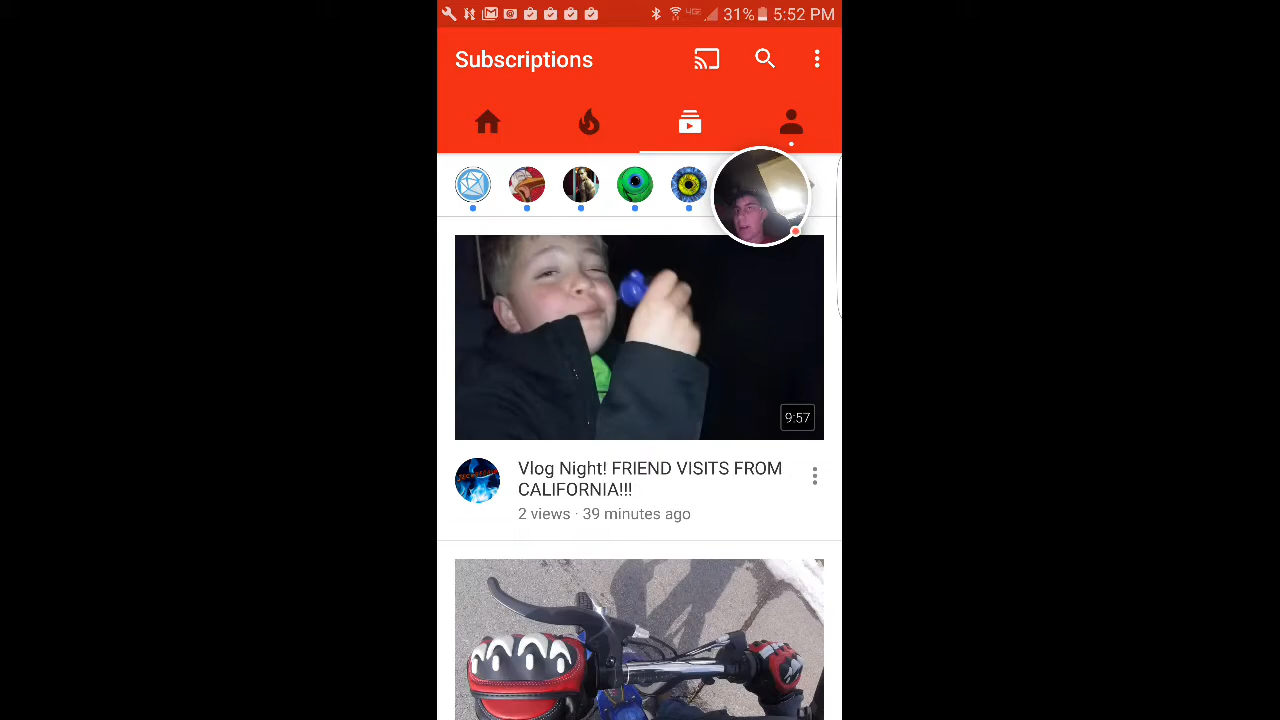 31% 5:52 PM
Subscriptions
9:57
Vlog Night! FRIEND VISITS FROM
CALIFORNIA!!!
2 views · 39 minutes ago